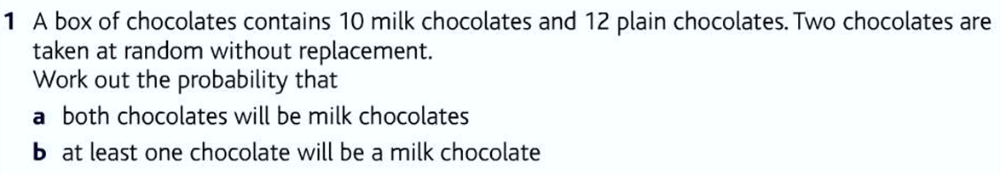 1 A box of chocolates contains 10 milk chocolates and 12 plain chocolates. Two chocolates are
taken at random without replacement.
Work out the probability that
a both chocolates will be milk chocolates
b at least one chocolate will be a milk chocolate